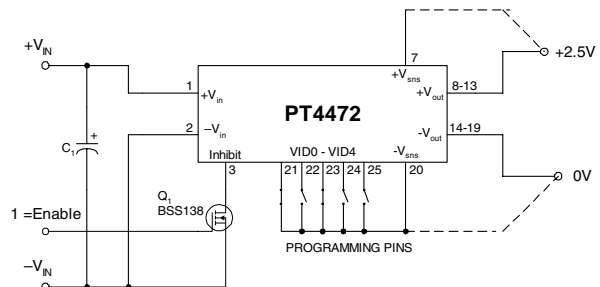 +V_IN
7
+V_sns
+2.5V
1
+V_in
+V_out
8-13
PT4472
2
–V_in
-V_out
14-19
C_1
+
Inhibit
VID0 - VID4
-V_sns
3
21 22 23 24 25
20
0V
Q_1
BSS138
1 =Enable
PROGRAMMING PINS
–V_IN